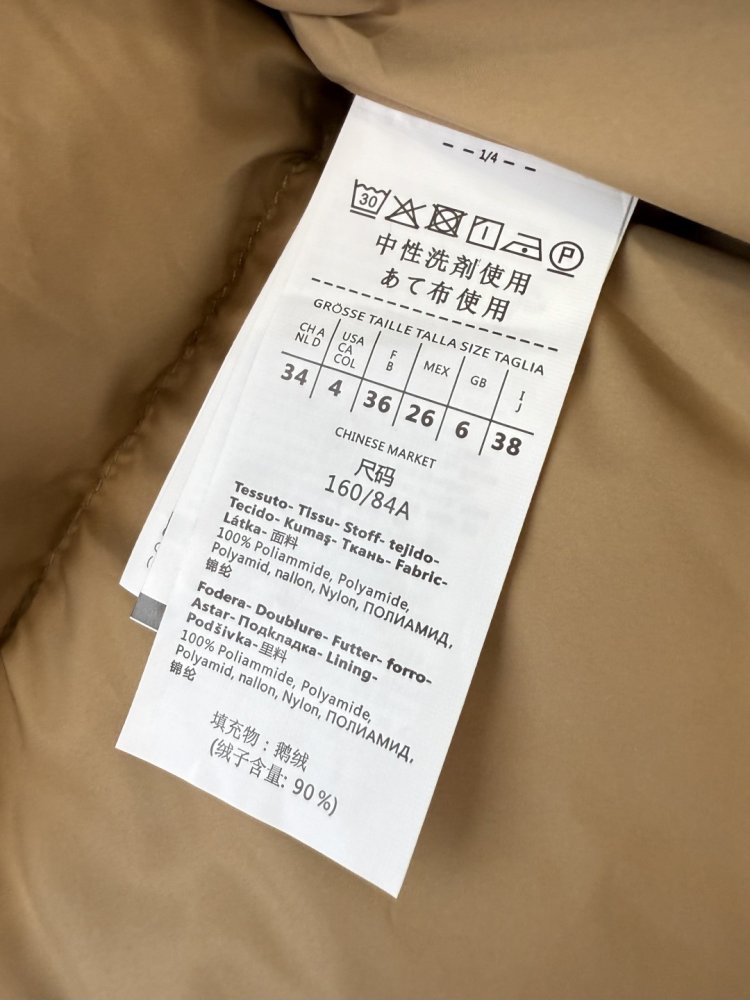 - - 1/4 - -
30 P
中性洗剤使用
あて布使用
GRÖSSE TAILLE TALLA SIZE TAGLIA
CH A NL D USA CA COL F B MEX GB I J
34 4 36 26 6 38
CHINESE MARKET
尺码
160/84A
Tessuto- Tissu- Stoff- tejido-
Tecido- Kumaş- Ткань- Fabric-
Látka- 面料
100% Poliammide, Polyamide,
Polyamid, nallon, Nylon, ПОЛИАМИД,
锦纶
Fodera- Doublure- Futter- forro-
Astar- Подкладка- Lining-
Podšívka- 里料
100% Poliammide, Polyamide,
Polyamid, nallon, Nylon, ПОЛИАМИД,
锦纶
填充物：鹅绒
(绒子含量: 90%)